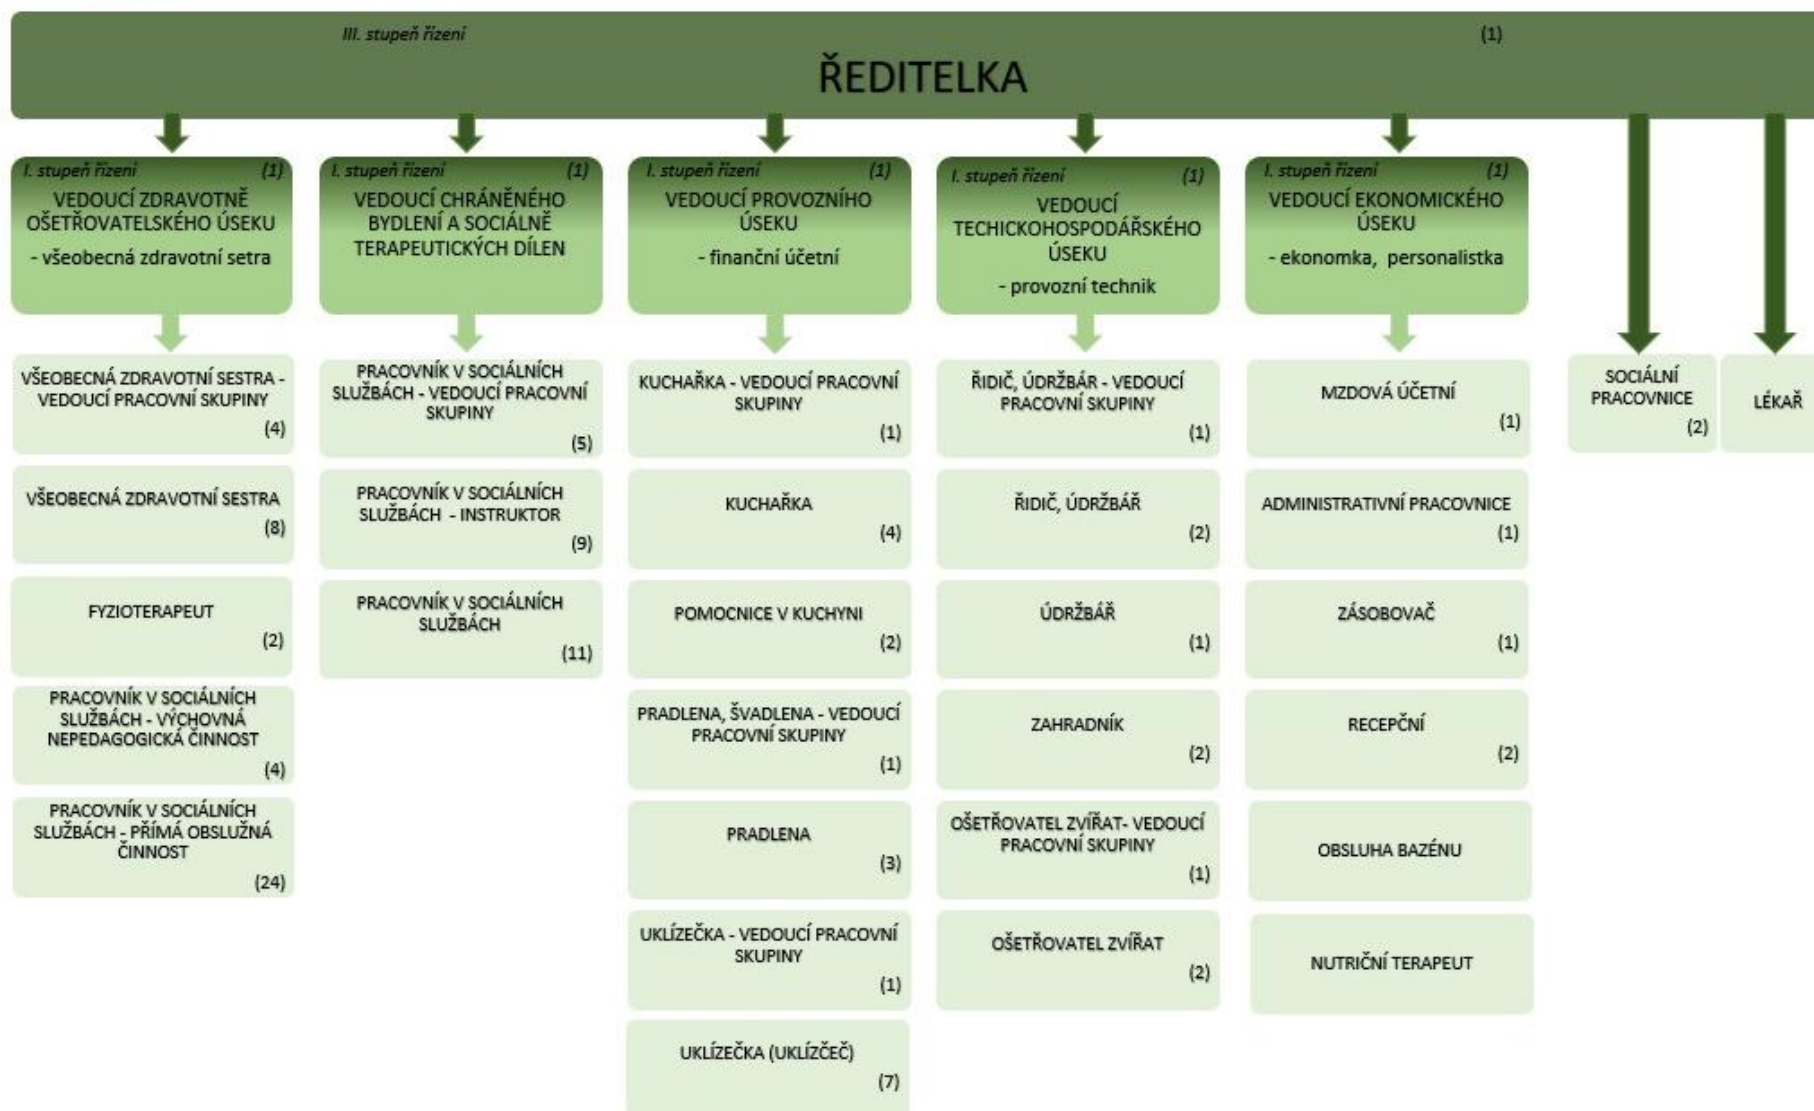 III. stupeň řízení (1)
ŘEDITELKA
I. stupeň řízení (1)
VEDOUCÍ ZDRAVOTNĚ
OŠETŘOVATELSKÉHO ÚSEKU
- všeobecná zdravotní setra
VŠEOBECNÁ ZDRAVOTNÍ SESTRA -
VEDOUCÍ PRACOVNÍ SKUPINY
(4)
VŠEOBECNÁ ZDRAVOTNÍ SESTRA
(8)
FYZIOTERAPEUT
(2)
PRACOVNÍK V SOCIÁLNÍCH
SLUŽBÁCH - VÝCHOVNÁ
NEPEDAGOGICKÁ ČINNOST
(4)
PRACOVNÍK V SOCIÁLNÍCH
SLUŽBÁCH - PŘÍMÁ OBSLUŽNÁ
ČINNOST
(24)
I. stupeň řízení (1)
VEDOUCÍ CHRÁNĚNÉHO
BYDLENÍ A SOCIÁLNĚ
TERAPEUTICKÝCH DÍLEN
PRACOVNÍK V SOCIÁLNÍCH
SLUŽBÁCH - VEDOUCÍ PRACOVNÍ
SKUPINY
(5)
PRACOVNÍK V SOCIÁLNÍCH
SLUŽBÁCH - INSTRUKTOR
(9)
PRACOVNÍK V SOCIÁLNÍCH
SLUŽBÁCH
(11)
I. stupeň řízení (1)
VEDOUCÍ PROVOZNÍHO
ÚSEKU
- finanční účetní
KUCHAŘKA - VEDOUCÍ PRACOVNÍ
SKUPINY
(1)
KUCHAŘKA
(4)
POMOCNICE V KUCHYNI
(2)
PRADLENA, ŠVADLENA - VEDOUCÍ
PRACOVNÍ SKUPINY
(1)
PRADLENA
(3)
UKLÍZEČKA - VEDOUCÍ PRACOVNÍ
SKUPINY
(1)
UKLÍZEČKA (UKLÍZČEČ)
(7)
I. stupeň řízení (1)
VEDOUCÍ
TECHICKOHOSPODÁŘSKÉHO
ÚSEKU
- provozní technik
ŘIDIČ, ÚDRŽBÁR - VEDOUCÍ
PRACOVNÍ SKUPINY
(1)
ŘIDIČ, ÚDRŽBÁŘ
(2)
ÚDRŽBÁŘ
(1)
ZAHRADNÍK
(2)
OŠETŘOVATEL ZVÍŘAT- VEDOUCÍ
PRACOVNÍ SKUPINY
(1)
OŠETŘOVATEL ZVÍŘAT
(2)
I. stupeň řízení (1)
VEDOUCÍ EKONOMICKÉHO
ÚSEKU
- ekonomka, personalistka
MZDOVÁ ÚČETNÍ
(1)
ADMINISTRATIVNÍ PRACOVNICE
(1)
ZÁSOBOVAČ
(1)
RECEPČNÍ
(2)
OBSLUHA BAZÉNU
NUTRIČNÍ TERAPEUT
SOCIÁLNÍ
PRACOVNICE
(2)
LÉKAŘ